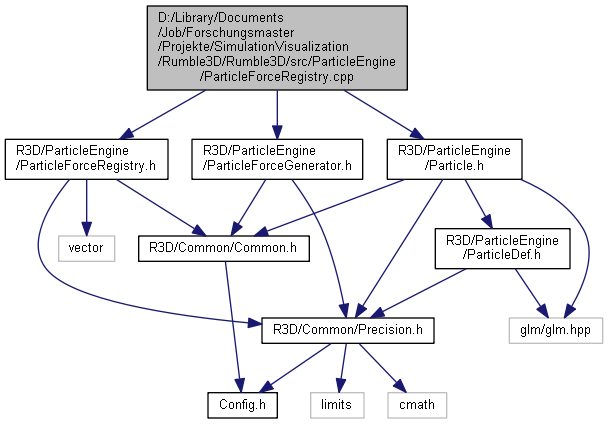 D:/Library/Documents
/Job/Forschungsmaster
/Projekte/SimulationVisualization
/Rumble3D/Rumble3D/src/ParticleEngine
/ParticleForceRegistry.cpp
R3D/ParticleEngine
/ParticleForceRegistry.h
R3D/ParticleEngine
/ParticleForceGenerator.h
R3D/ParticleEngine
/Particle.h
vector
R3D/Common/Common.h
R3D/ParticleEngine
/ParticleDef.h
R3D/Common/Precision.h
glm/glm.hpp
Config.h
limits
cmath